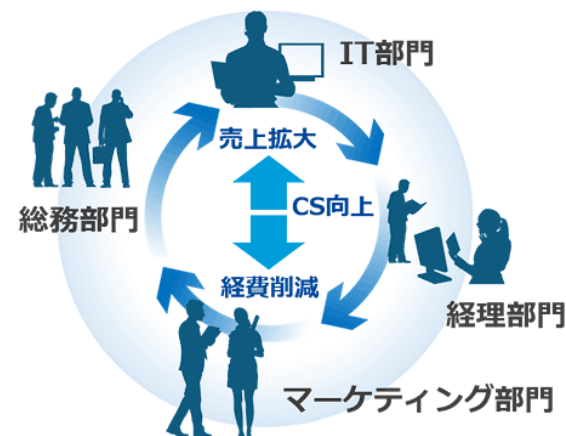 IT部門
売上拡大
CS向上
総務部門
経費削減
経理部門
マーケティング部門